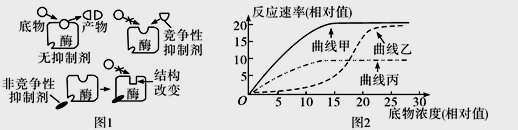 底物 产物
酶
无抑制剂
竞争性
抑制剂
酶
非竞争性
抑制剂
酶
酶
结构
改变
图1
反应速率(相对值)
20
15
10
5
O
曲线甲
曲线乙
曲线丙
5 10 15 20 25 30
底物浓度(相对值)
图2